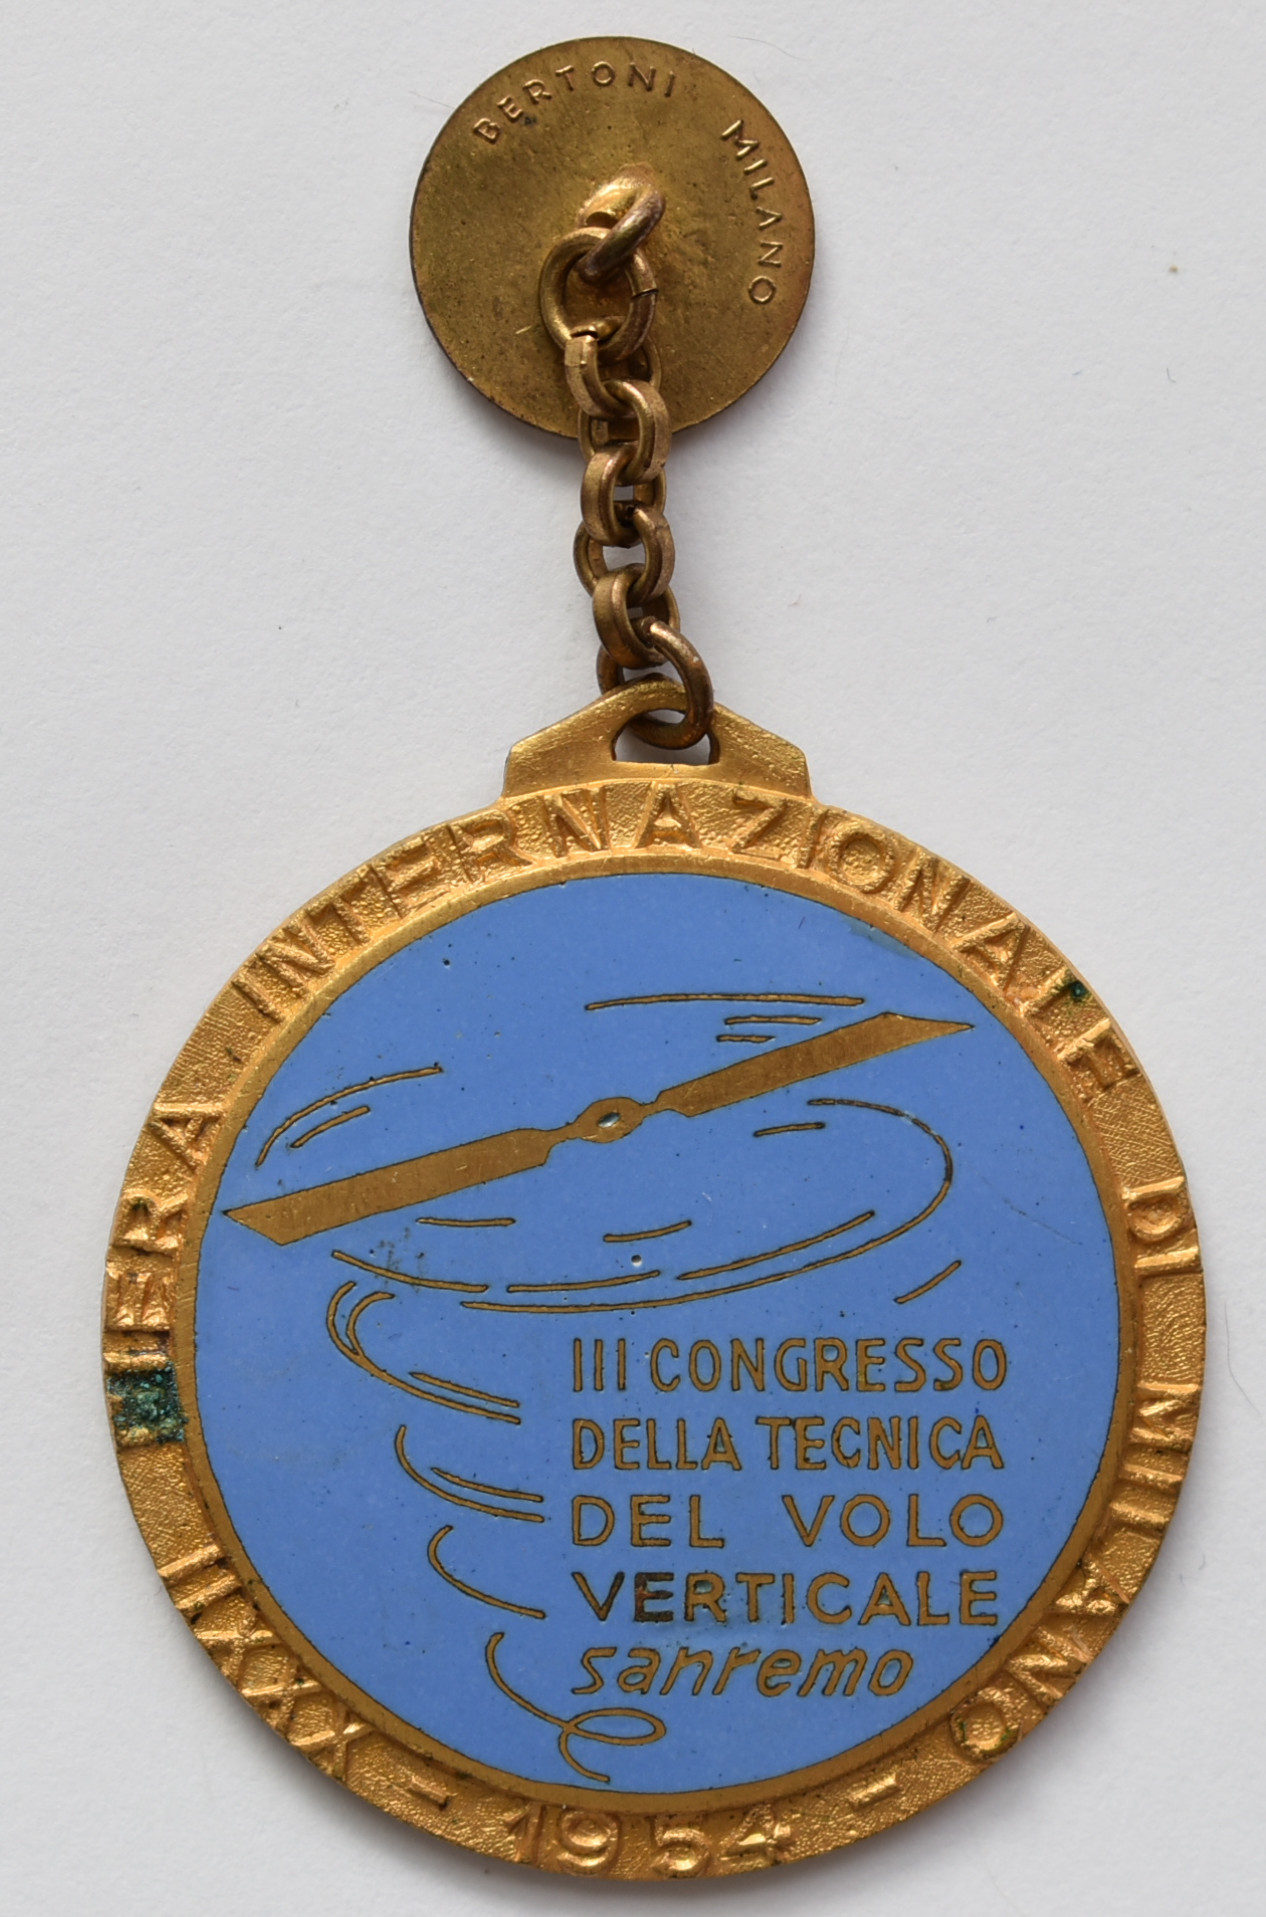 BERTONI MILANO
XXXII FIERA INTERNAZIONALE DI MILANO - 1954 -
III CONGRESSO
DELLA TECNICA
DEL VOLO
VERTICALE
sanremo